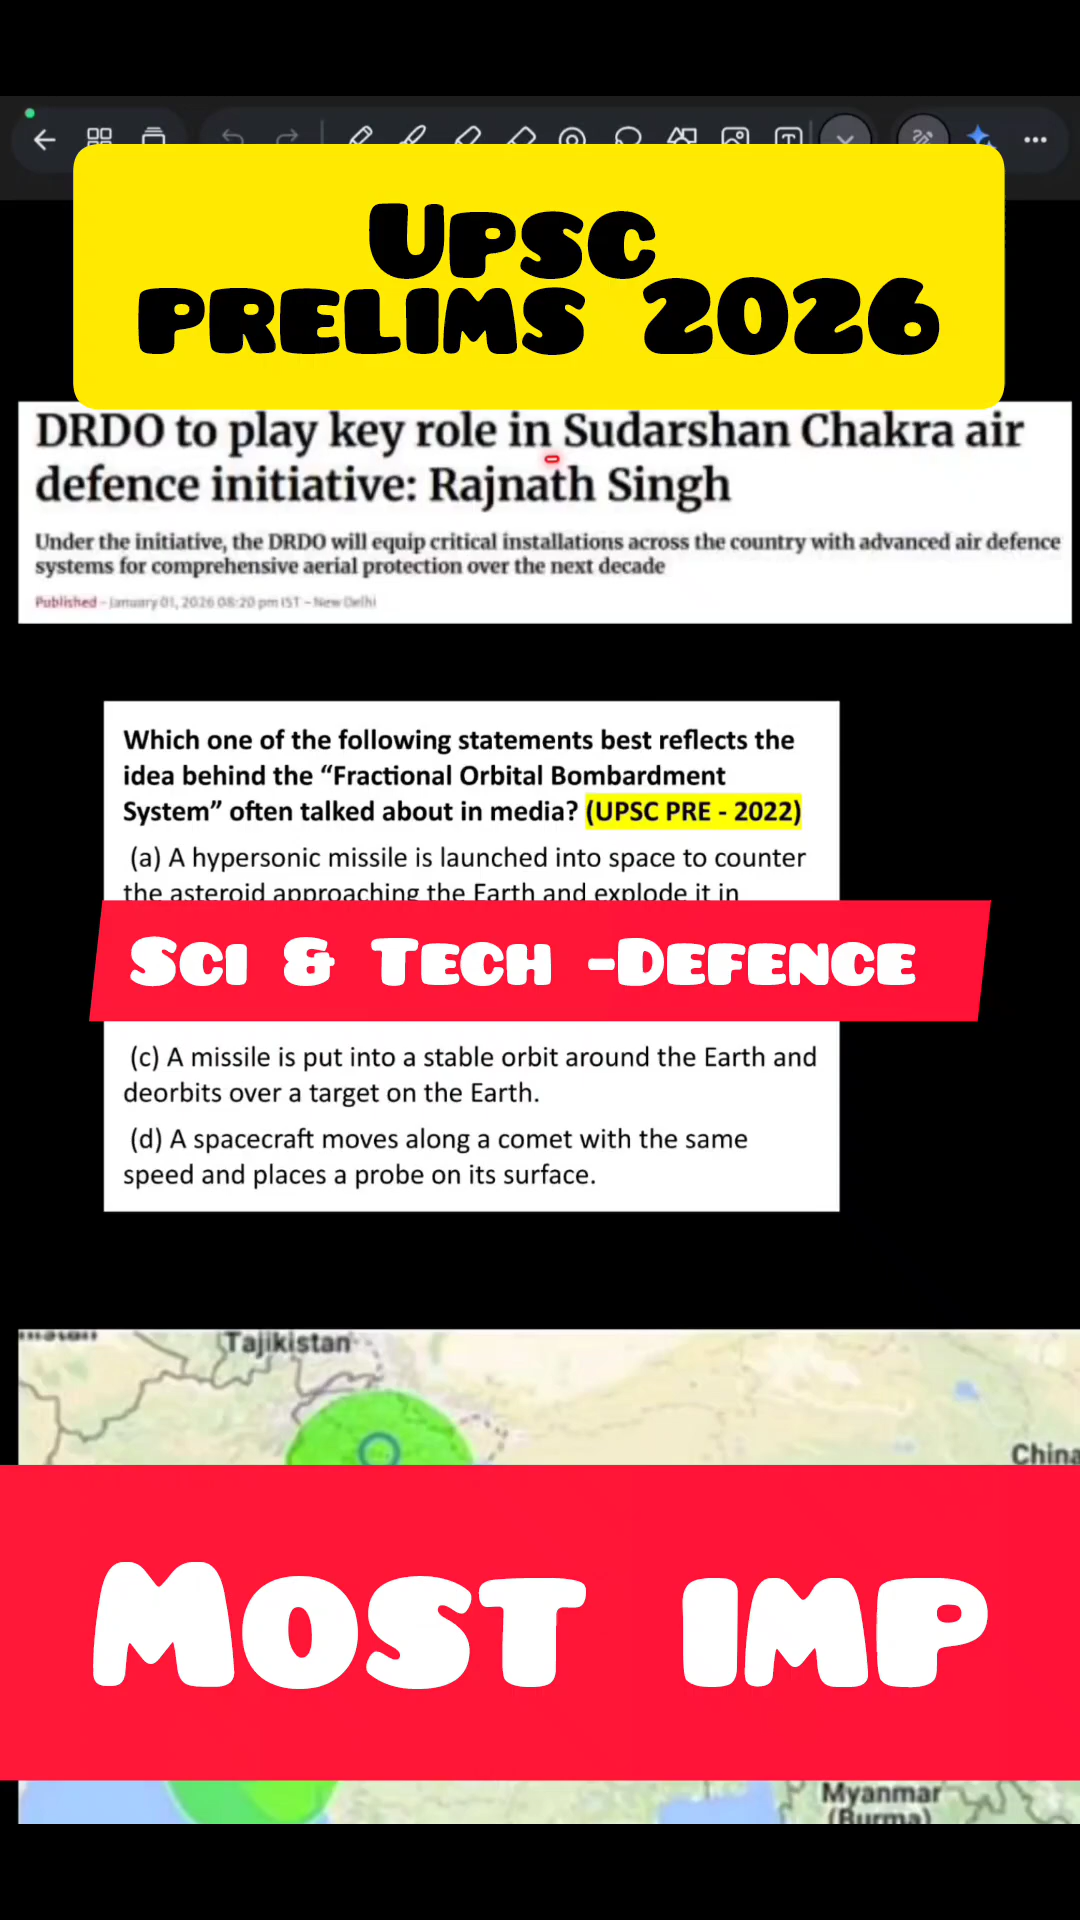 UPSC
PRELIMS 2026
DRDO to play key role in Sudarshan Chakra air
defence initiative: Rajnath Singh
Under the initiative, the DRDO will equip critical installations across the country with advanced air defence
systems for comprehensive aerial protection over the next decade
Published - January 01, 2026 08:20 pm IST - New Delhi
Which one of the following statements best reflects the
idea behind the “Fractional Orbital Bombardment
System” often talked about in media? (UPSC PRE - 2022)
(a) A hypersonic missile is launched into space to counter
the asteroid approaching the Earth and explode it in
SCI & TECH -DEFENCE
(c) A missile is put into a stable orbit around the Earth and
deorbits over a target on the Earth.
(d) A spacecraft moves along a comet with the same
speed and places a probe on its surface.
Tajikistan
China
MOST IMP
Myanmar
(Burma)